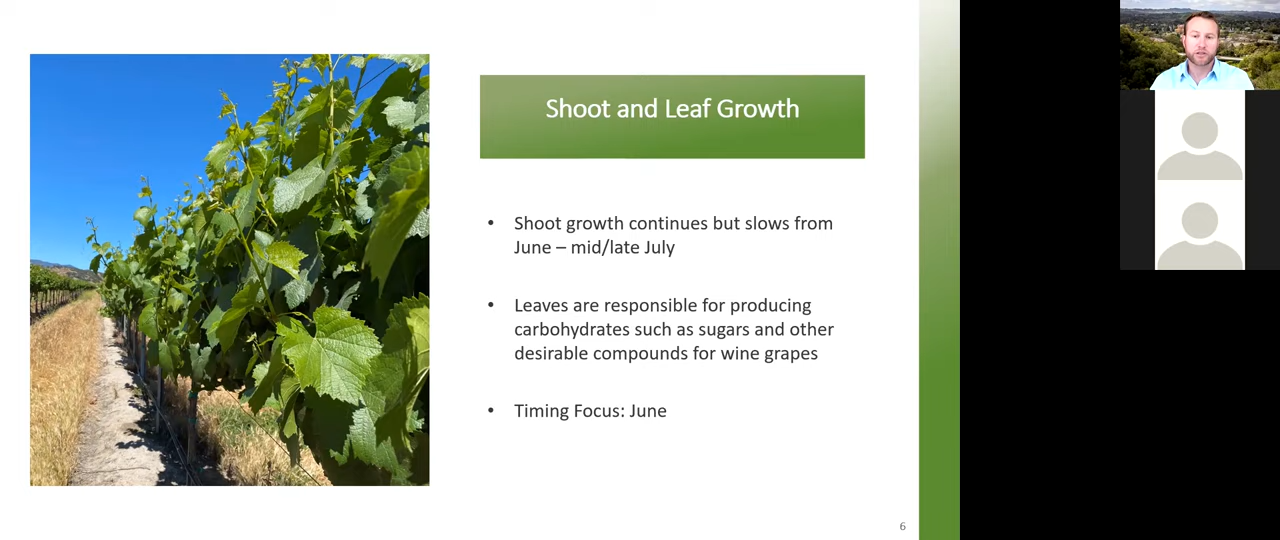 Shoot and Leaf Growth
• Shoot growth continues but slows from
June – mid/late July
• Leaves are responsible for producing
carbohydrates such as sugars and other
desirable compounds for wine grapes
• Timing Focus: June
6